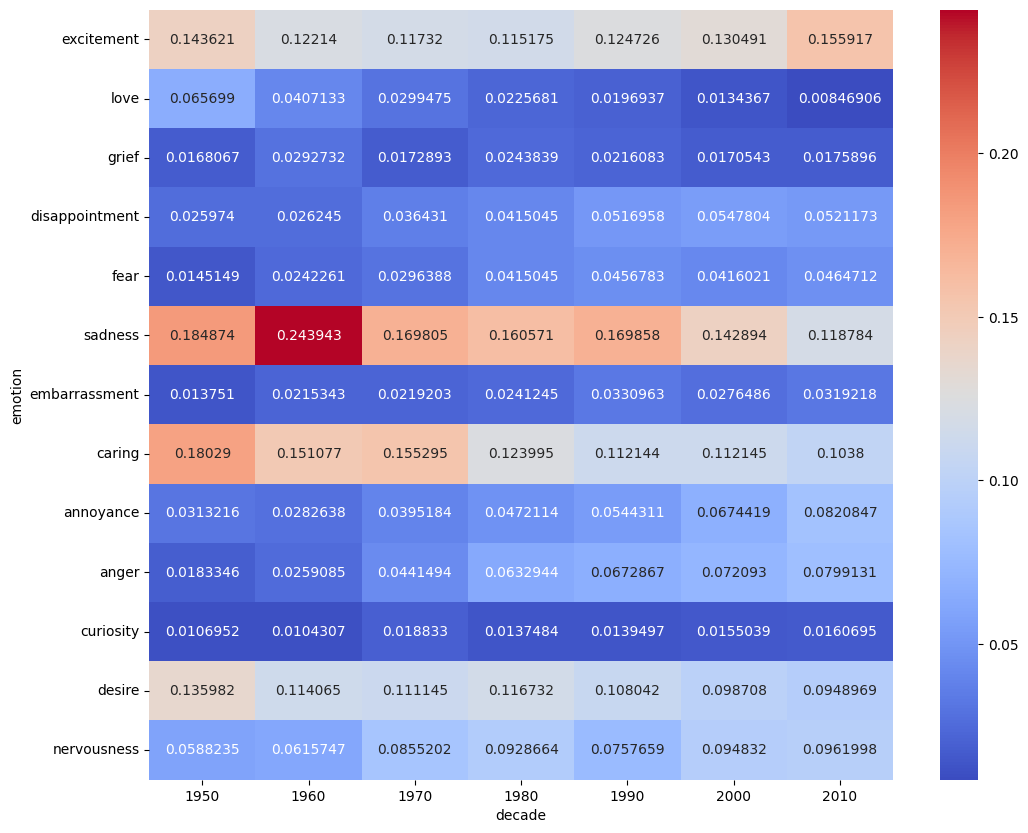 excitement 0.143621 0.12214 0.11732 0.115175 0.124726 0.130491 0.155917
love 0.065699 0.0407133 0.0299475 0.0225681 0.0196937 0.0134367 0.00846906
grief 0.0168067 0.0292732 0.0172893 0.0243839 0.0216083 0.0170543 0.0175896
0.20
disappointment 0.025974 0.026245 0.036431 0.0415045 0.0516958 0.0547804 0.0521173
fear 0.0145149 0.0242261 0.0296388 0.0415045 0.0456783 0.0416021 0.0464712
0.15
sadness 0.184874 0.243943 0.169805 0.160571 0.169858 0.142894 0.118784
emotion
embarrassment 0.013751 0.0215343 0.0219203 0.0241245 0.0330963 0.0276486 0.0319218
caring 0.18029 0.151077 0.155295 0.123995 0.112144 0.112145 0.1038
0.10
annoyance 0.0313216 0.0282638 0.0395184 0.0472114 0.0544311 0.0674419 0.0820847
anger 0.0183346 0.0259085 0.0441494 0.0632944 0.0672867 0.072093 0.0799131
curiosity 0.0106952 0.0104307 0.018833 0.0137484 0.0139497 0.0155039 0.0160695
0.05
desire 0.135982 0.114065 0.111145 0.116732 0.108042 0.098708 0.0948969
nervousness 0.0588235 0.0615747 0.0855202 0.0928664 0.0757659 0.094832 0.0961998
1950 1960 1970 1980 1990 2000 2010
decade